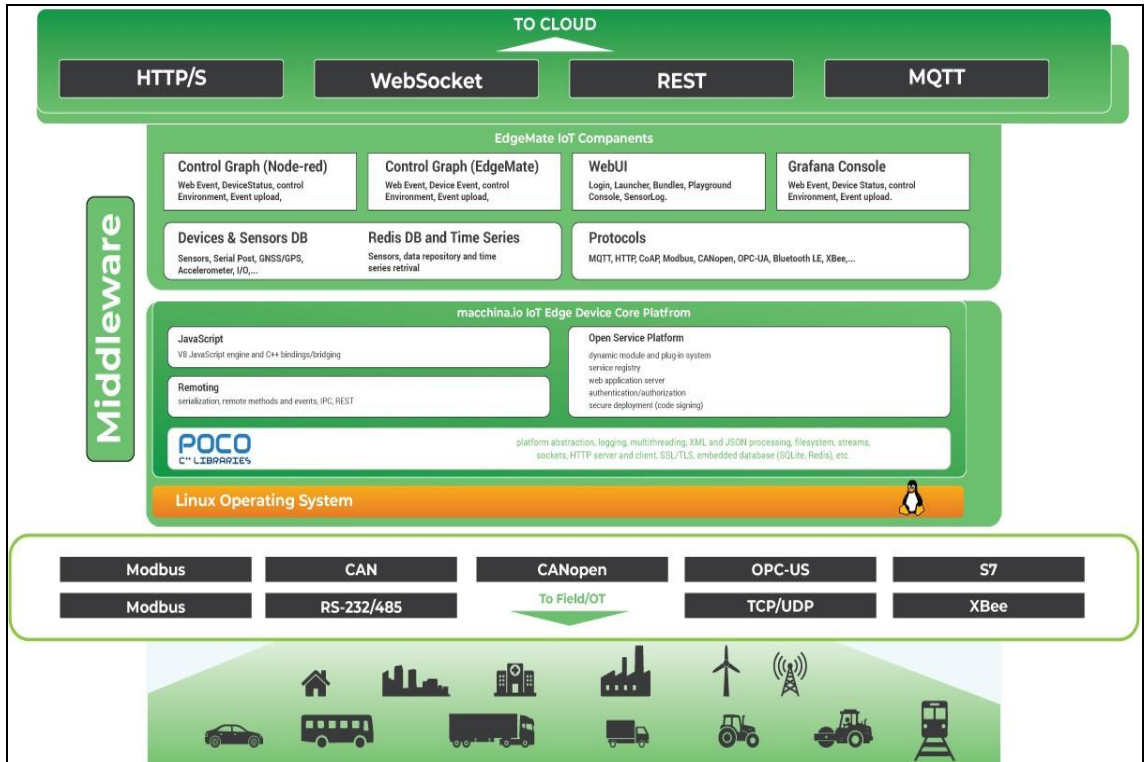 TO CLOUD
HTTP/S
WebSocket
REST
MQTT
Middleware
EdgeMate IoT Companents
Control Graph (Node-red)
Web Event, DeviceStatus, control
Environment, Event upload,
Control Graph (EdgeMate)
Web Event, Device Event, control
Environment, Event upload,
WebUI
Login, Launcher, Bundles, Playground
Console, SensorLog.
Grafana Console
Web Event, Device Status, control
Environment, Event upload.
Devices & Sensors DB
Sensors, Serial Post, GNSS/GPS,
Accelerometer, I/O,...
Redis DB and Time Series
Sensors, data repository and time
series retrival
Protocols
MQTT, HTTP, CoAP, Modbus, CANopen, OPC-UA, Bluetooth LE, XBee,...
macchina.io IoT Edge Device Core Platfrom
JavaScript
V8 JavaScript engine and C++ bindings/bridging
Remoting
serialization, remote methods and events, IPC, REST
Open Service Platform
dynamic module and plug-in system
service registry
web application server
authentication/authorization
secure deployment (code signing)
POCO
C++ LIBRARIES
platform abstraction, logging, multithreading, XML and JSON processing, filesystem, streams,
sockets, HTTP server and client, SSL/TLS, embedded database (SQLite, Redis), etc.
Linux Operating System
Modbus
CAN
CANopen
OPC-US
S7
Modbus
RS-232/485
To Field/OT
TCP/UDP
XBee